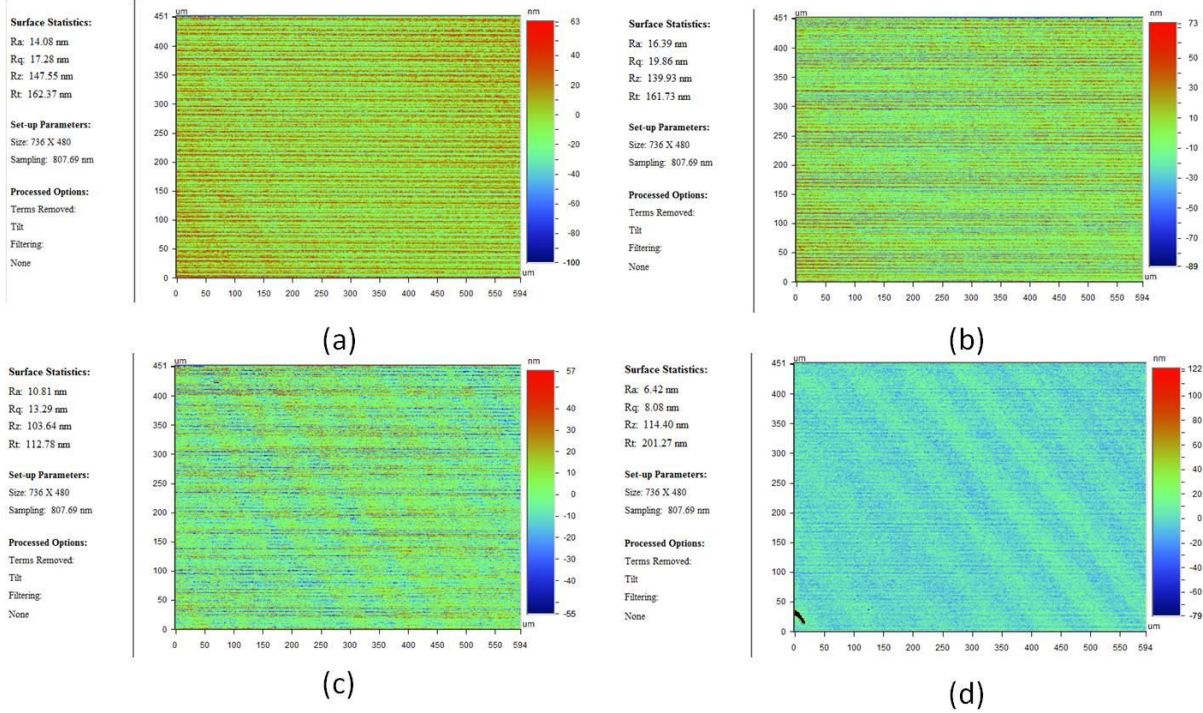 Surface Statistics:
Ra: 14.08 nm
Rq: 17.28 nm
Rz: 147.55 nm
Rt: 162.37 nm
Set-up Parameters:
Size: 736 X 480
Sampling: 807.69 nm
Processed Options:
Terms Removed:
Tilt
Filtering:
None
um
451
400
350
300
250
200
150
100
50
0
0 50 100 150 200 250 300 350 400 450 500 550 594
um
nm
63
40
20
0
-20
-40
-60
-80
-100
(a)
Surface Statistics:
Ra: 16.39 nm
Rq: 19.86 nm
Rz: 139.93 nm
Rt: 161.73 nm
Set-up Parameters:
Size: 736 X 480
Sampling: 807.69 nm
Processed Options:
Terms Removed:
Tilt
Filtering:
None
um
451
400
350
300
250
200
150
100
50
0
0 50 100 150 200 250 300 350 400 450 500 550 594
um
nm
73
50
30
10
-10
-30
-50
-70
-89
(b)
Surface Statistics:
Ra: 10.81 nm
Rq: 13.29 nm
Rz: 103.64 nm
Rt: 112.78 nm
Set-up Parameters:
Size: 736 X 480
Sampling: 807.69 nm
Processed Options:
Terms Removed:
Tilt
Filtering:
None
um
451
400
350
300
250
200
150
100
50
0
0 50 100 150 200 250 300 350 400 450 500 550 594
um
nm
57
40
30
20
10
0
-10
-20
-30
-40
-55
(c)
Surface Statistics:
Ra: 6.42 nm
Rq: 8.08 nm
Rz: 114.40 nm
Rt: 201.27 nm
Set-up Parameters:
Size: 736 X 480
Sampling: 807.69 nm
Processed Options:
Terms Removed:
Tilt
Filtering:
None
um
451
400
350
300
250
200
150
100
50
0
0 50 100 150 200 250 300 350 400 450 500 550 594
um
nm
122
100
80
60
40
20
0
-20
-40
-60
-79
(d)